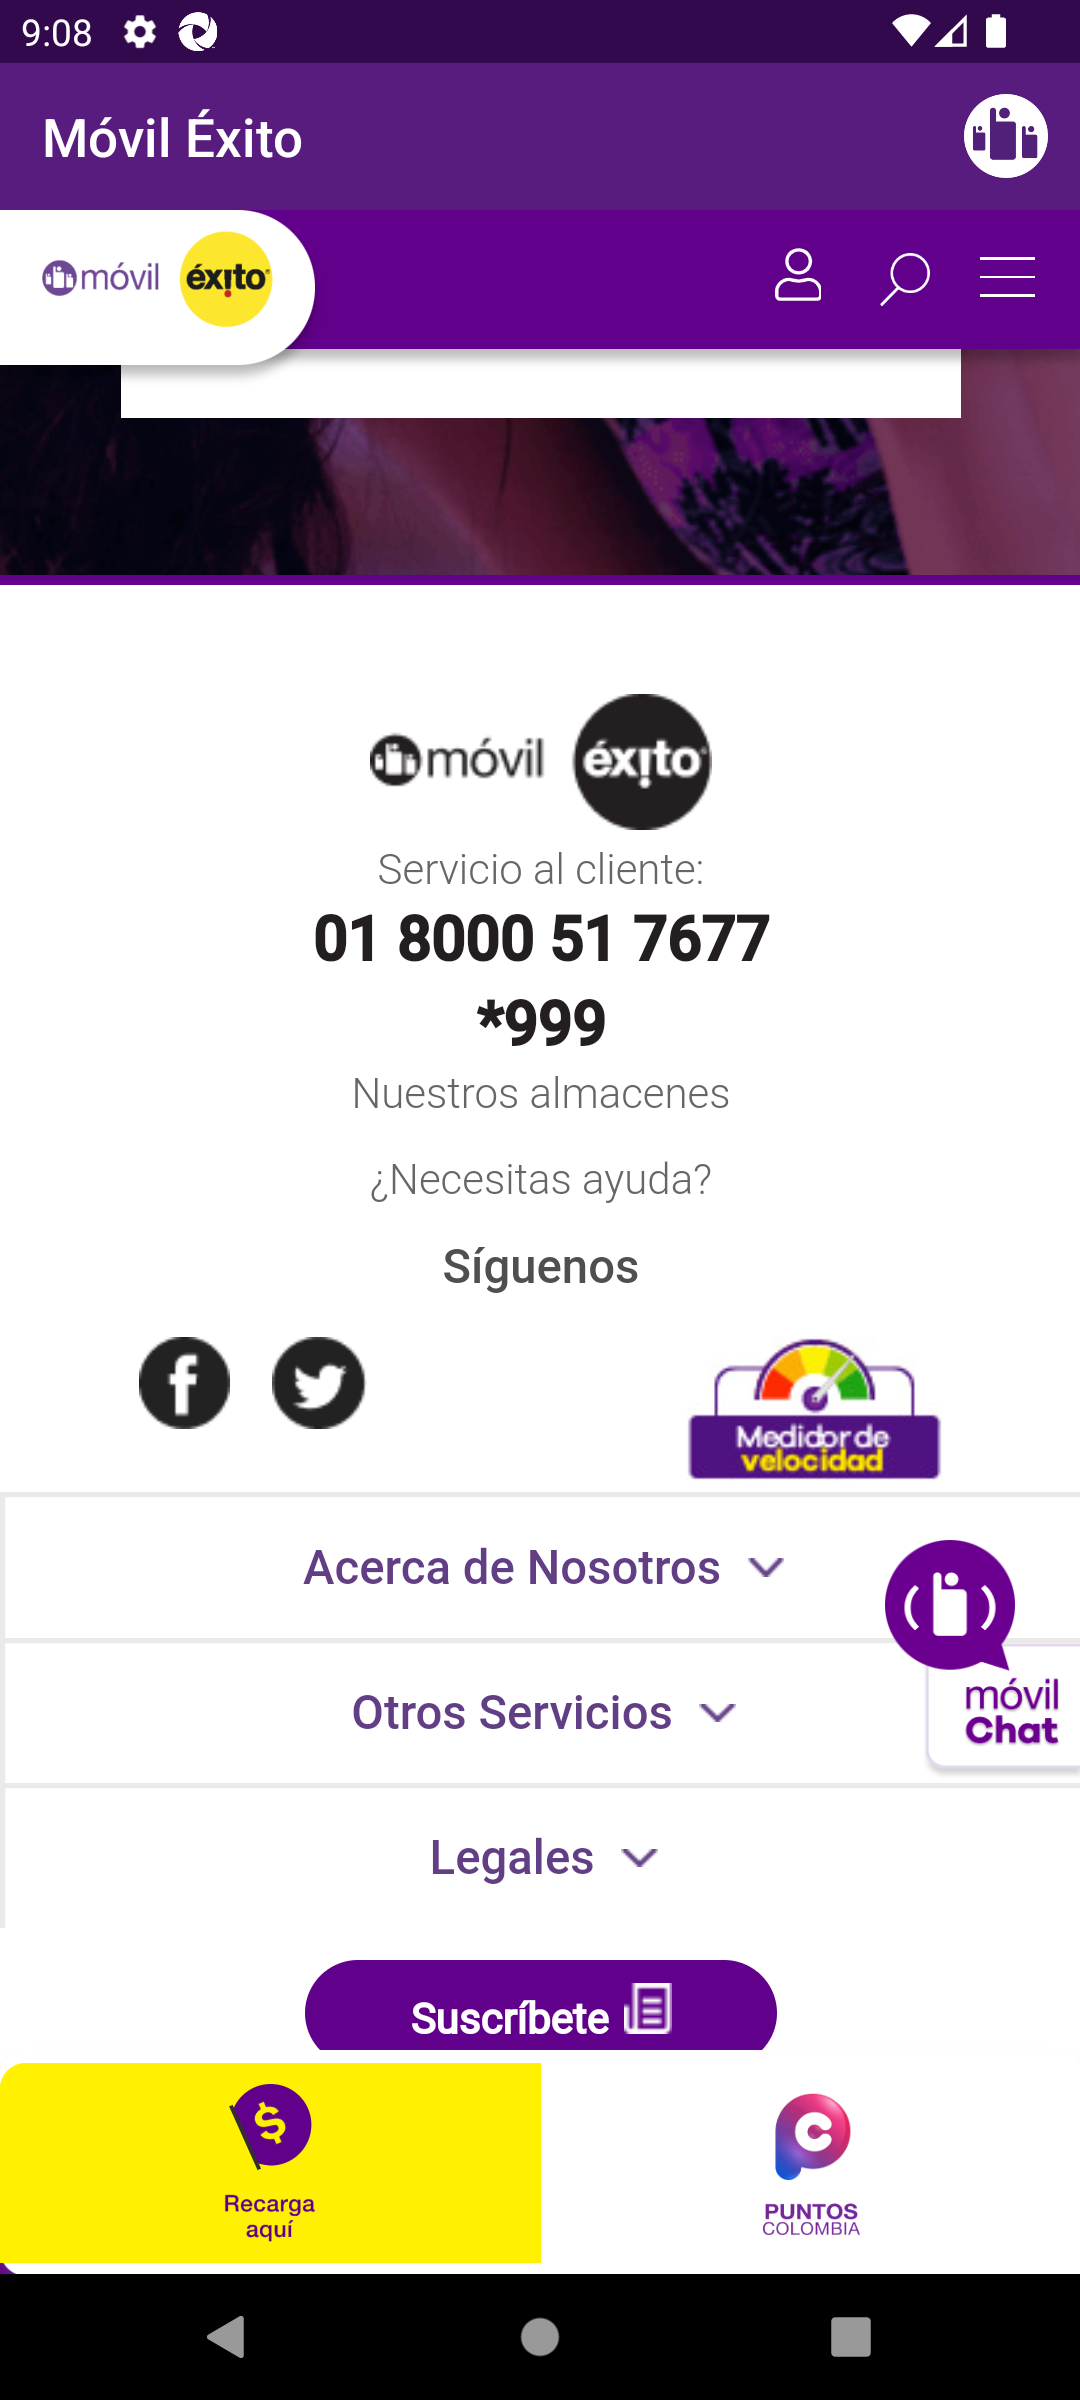 9:08
Móvil Éxito
móvil éxito
móvil éxito
Servicio al cliente:
01 8000 51 7677
*999
Nuestros almacenes
¿Necesitas ayuda?
Síguenos
Medidor de
velocidad
Acerca de Nosotros
Otros Servicios
móvil
Chat
Legales
Suscríbete
Recarga
aquí
PUNTOS
COLOMBIA